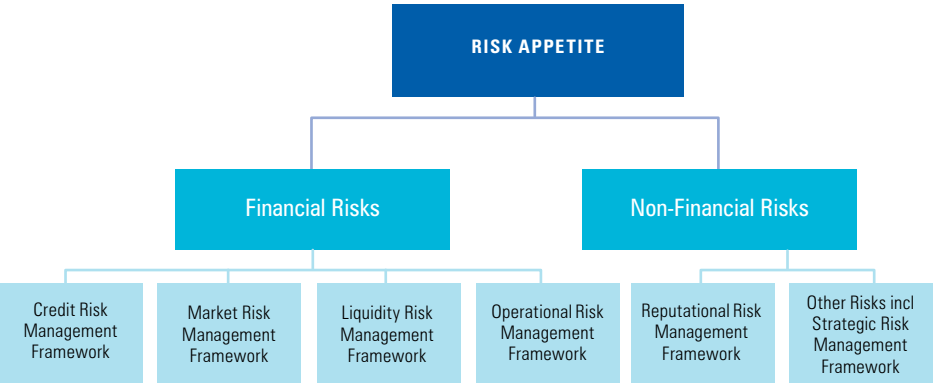 RISK APPETITE
Financial Risks
Non-Financial Risks
Credit Risk
Management
Framework
Market Risk
Management
Framework
Liquidity Risk
Management
Framework
Operational Risk
Management
Framework
Reputational Risk
Management
Framework
Other Risks incl
Strategic Risk
Management
Framework